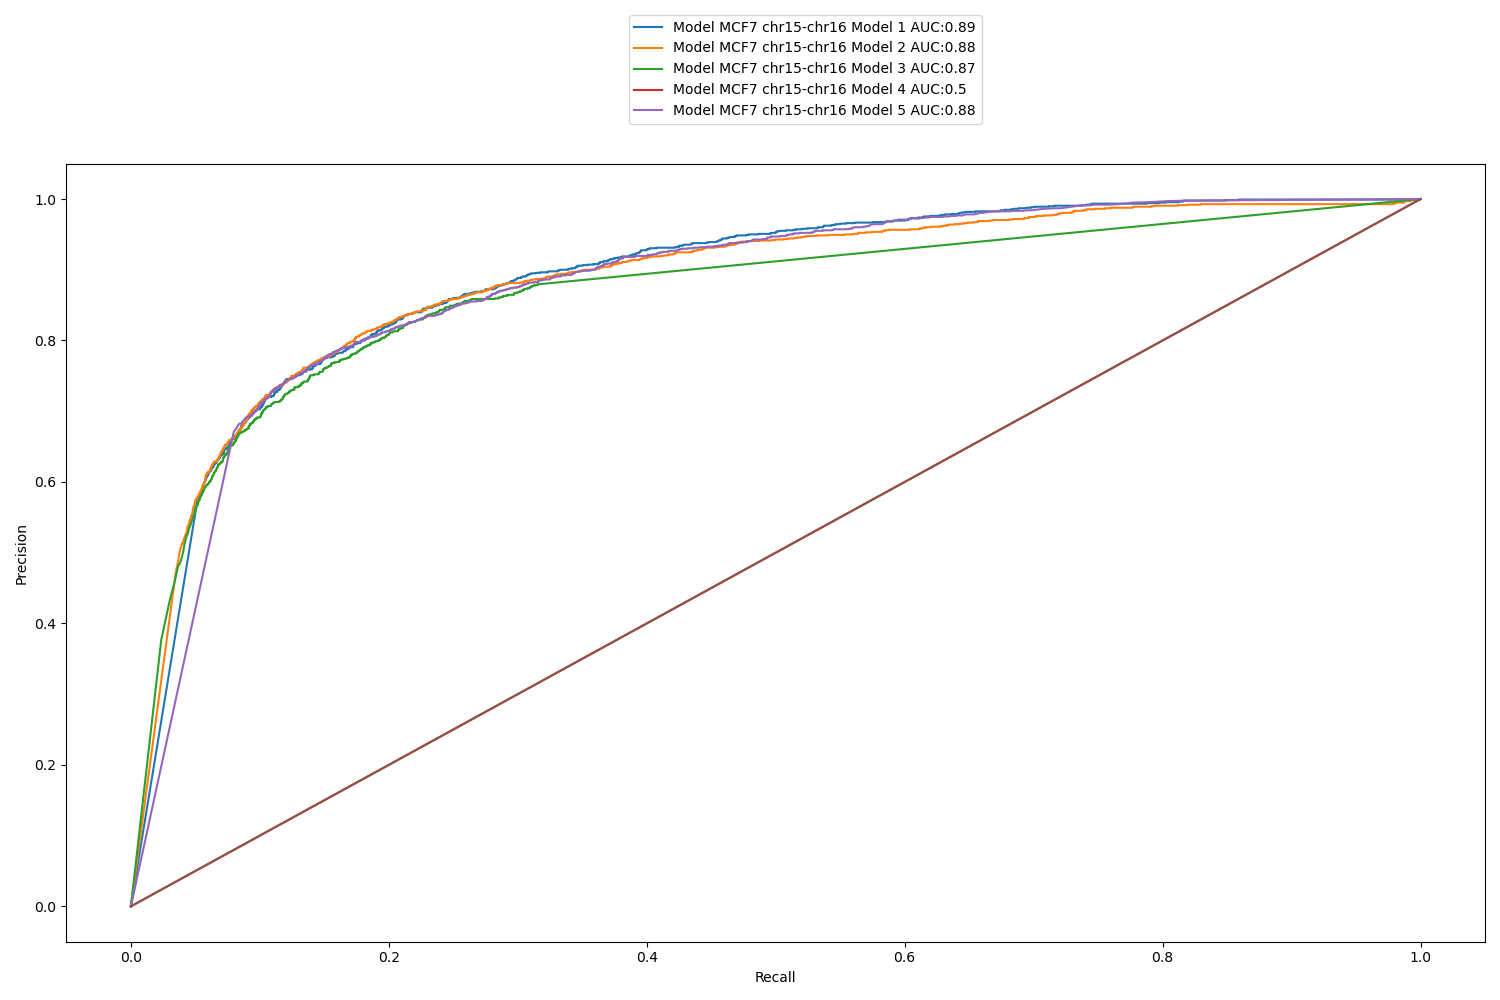 Model MCF7 chr15-chr16 Model 1 AUC:0.89
Model MCF7 chr15-chr16 Model 2 AUC:0.88
Model MCF7 chr15-chr16 Model 3 AUC:0.87
Model MCF7 chr15-chr16 Model 4 AUC:0.5
Model MCF7 chr15-chr16 Model 5 AUC:0.88
1.0
0.8
0.6
0.4
0.2
0.0
Precision
0.0 0.2 0.4 0.6 0.8 1.0
Recall